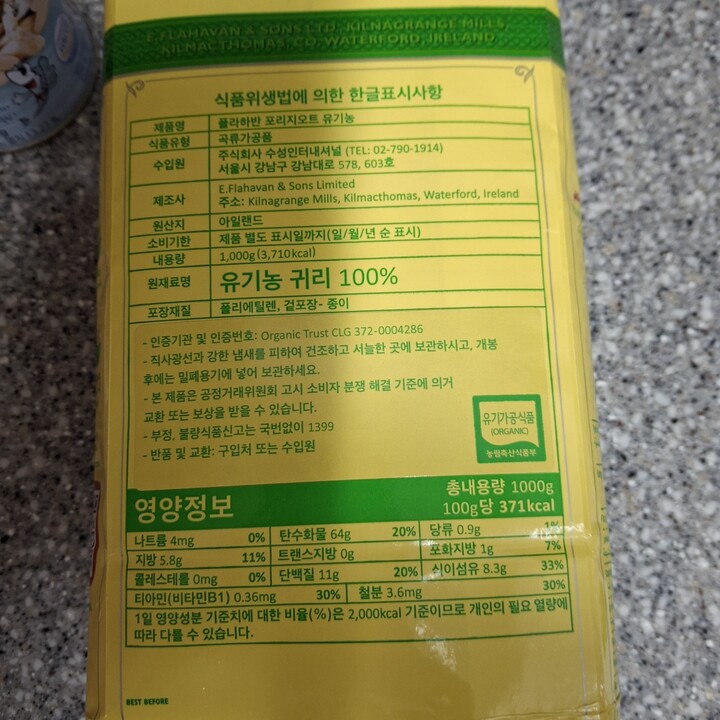 E.FLAHAVAN & SONS LTD. KILNAGRANGE MILLS,
KILMACTHOMAS, CO. WATERFORD, IRELAND.
식품위생법에 의한 한글표시사항
제품명 플라하반 포리지오트 유기농
식품유형 곡류가공품
수입원 주식회사 수성인터내셔널 (TEL: 02-790-1914)
서울시 강남구 강남대로 578, 603호
제조사 E.Flahavan & Sons Limited
주소: Kilnagrange Mills, Kilmacthomas, Waterford, Ireland
원산지 아일랜드
소비기한 제품 별도 표시일까지(일/월/년 순 표시)
내용량 1,000g(3,710kcal)
원재료명 유기농 귀리 100%
포장재질 폴리에틸렌, 겉포장- 종이
- 인증기관 및 인증번호: Organic Trust CLG 372-0004286
- 직사광선과 강한 냄새를 피하여 건조하고 서늘한 곳에 보관하시고, 개봉
후에는 밀폐용기에 넣어 보관하세요.
- 본 제품은 공정거래위원회 고시 소비자 분쟁 해결 기준에 의거
교환 또는 보상을 받을 수 있습니다.
- 부정, 불량식품신고는 국번없이 1399
- 반품 및 교환: 구입처 또는 수입원
유기가공식품
(ORGANIC)
농림축산식품부
영양정보
총내용량 1000g
100g당 371kcal
나트륨 4mg 0% 탄수화물 64g 20% 당류 0.9g 1%
지방 5.8g 11% 트랜스지방 0g 포화지방 1g 7%
콜레스테롤 0mg 0% 단백질 11g 20% 식이섬유 8.3g 33%
티아민(비타민B1) 0.36mg 30% 철분 3.6mg 30%
1일 영양성분 기준치에 대한 비율(%)은 2,000kcal 기준이므로 개인의 필요 열량에
따라 다를 수 있습니다.
BEST BEFORE